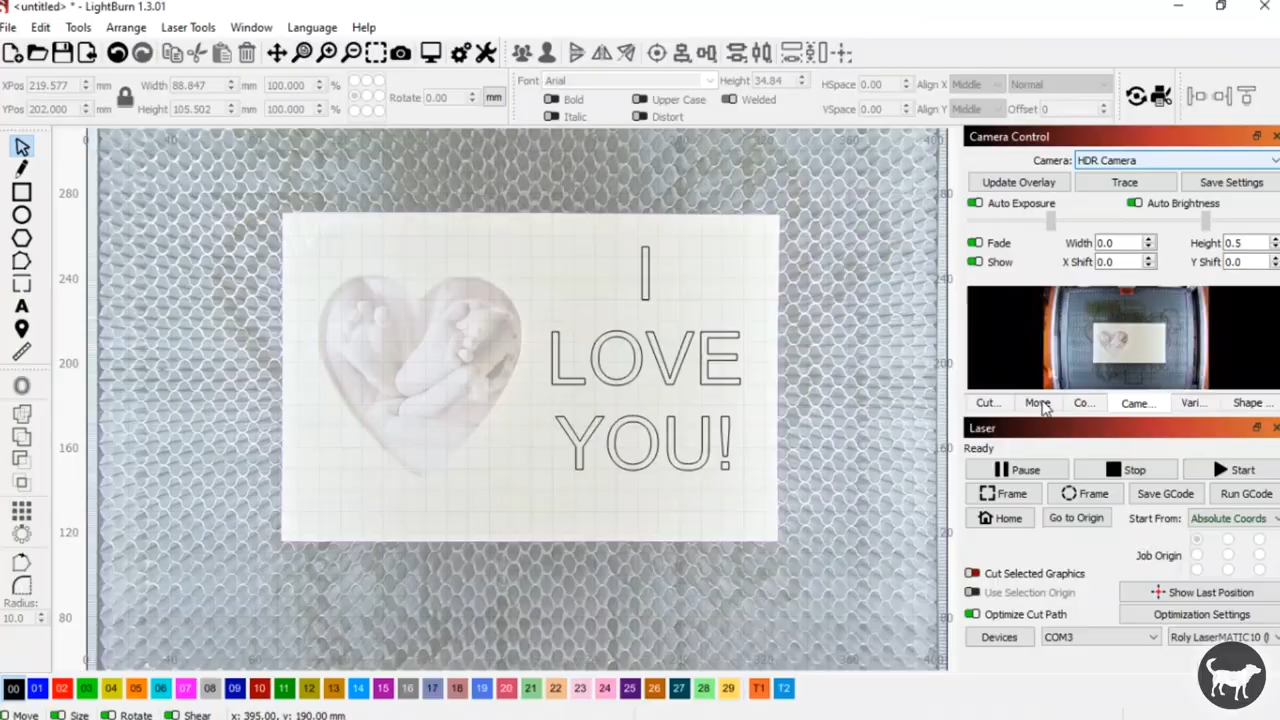 <untitled> * - LightBurn 1.3.01
File Edit Tools Arrange Laser Tools Window Language Help
XPos 219.577 mm Width 88.847 mm 100.000 % Rotate 0.00 mm Font Arial Height 34.84 HSpace 0.00 Align X Middle Normal
YPos 202.000 mm Height 105.502 mm 100.000 % Bold Upper Case Welded VSpace 0.00 Align Y Middle Offset 0
Italic Distort
Camera Control
Camera: HDR Camera
Update Overlay Trace Save Settings
Auto Exposure Auto Brightness
Fade Width 0.0 Height 0.5
Show X Shift 0.0 Y Shift 0.0
280
240
200
160
120
80
I
LOVE
YOU!
Cut... Move Co... Came... Vari... Shape ...
Laser
Ready
Pause Stop Start
Frame Frame Save GCode Run GCode
Home Go to Origin Start From: Absolute Coords
Job Origin
Cut Selected Graphics
Use Selection Origin Show Last Position
Optimize Cut Path Optimization Settings
Devices COM3 Roly LaserMATIC10
Radius:
10.0
00 01 02 03 04 05 06 07 08 09 10 11 12 13 14 15 16 17 18 19 20 21 22 23 24 25 26 27 28 29 T1 T2
Move Size Rotate Shear x: 395.00, y: 190.00 mm